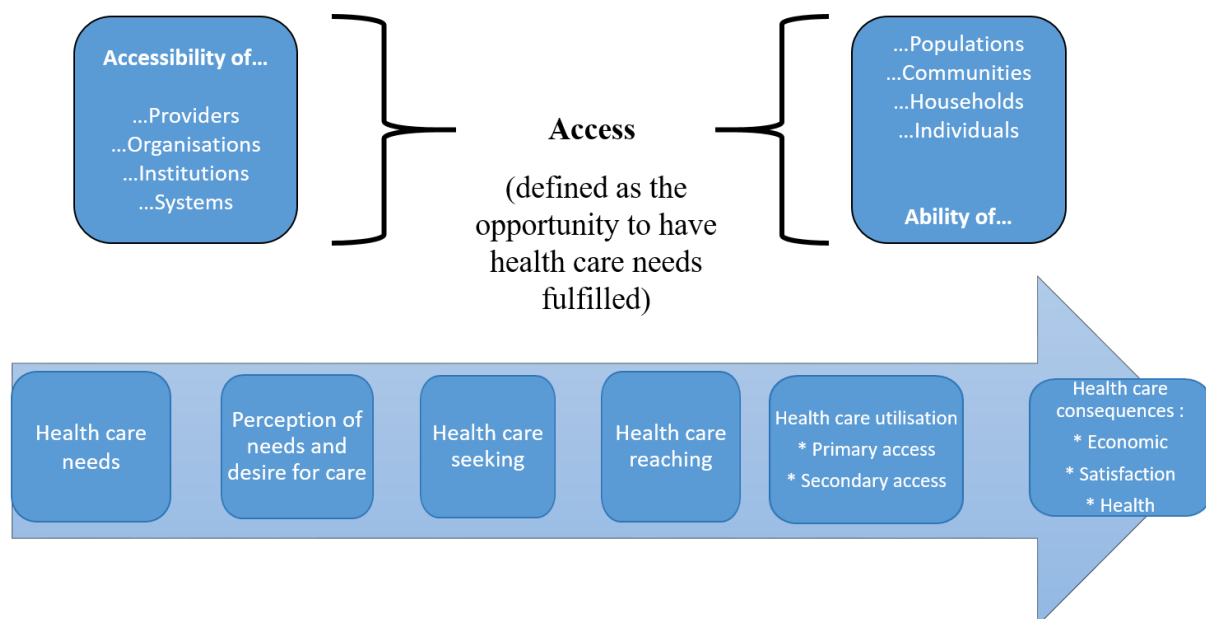 Accessibility of...
...Providers
...Organisations
...Institutions
...Systems
Access
(defined as the
opportunity to have
health care needs
fulfilled)
...Populations
...Communities
...Households
...Individuals
Ability of...
Health care
needs
Perception of
needs and
desire for care
Health care
seeking
Health care
reaching
Health care utilisation
* Primary access
* Secondary access
Health care
consequences :
* Economic
* Satisfaction
* Health